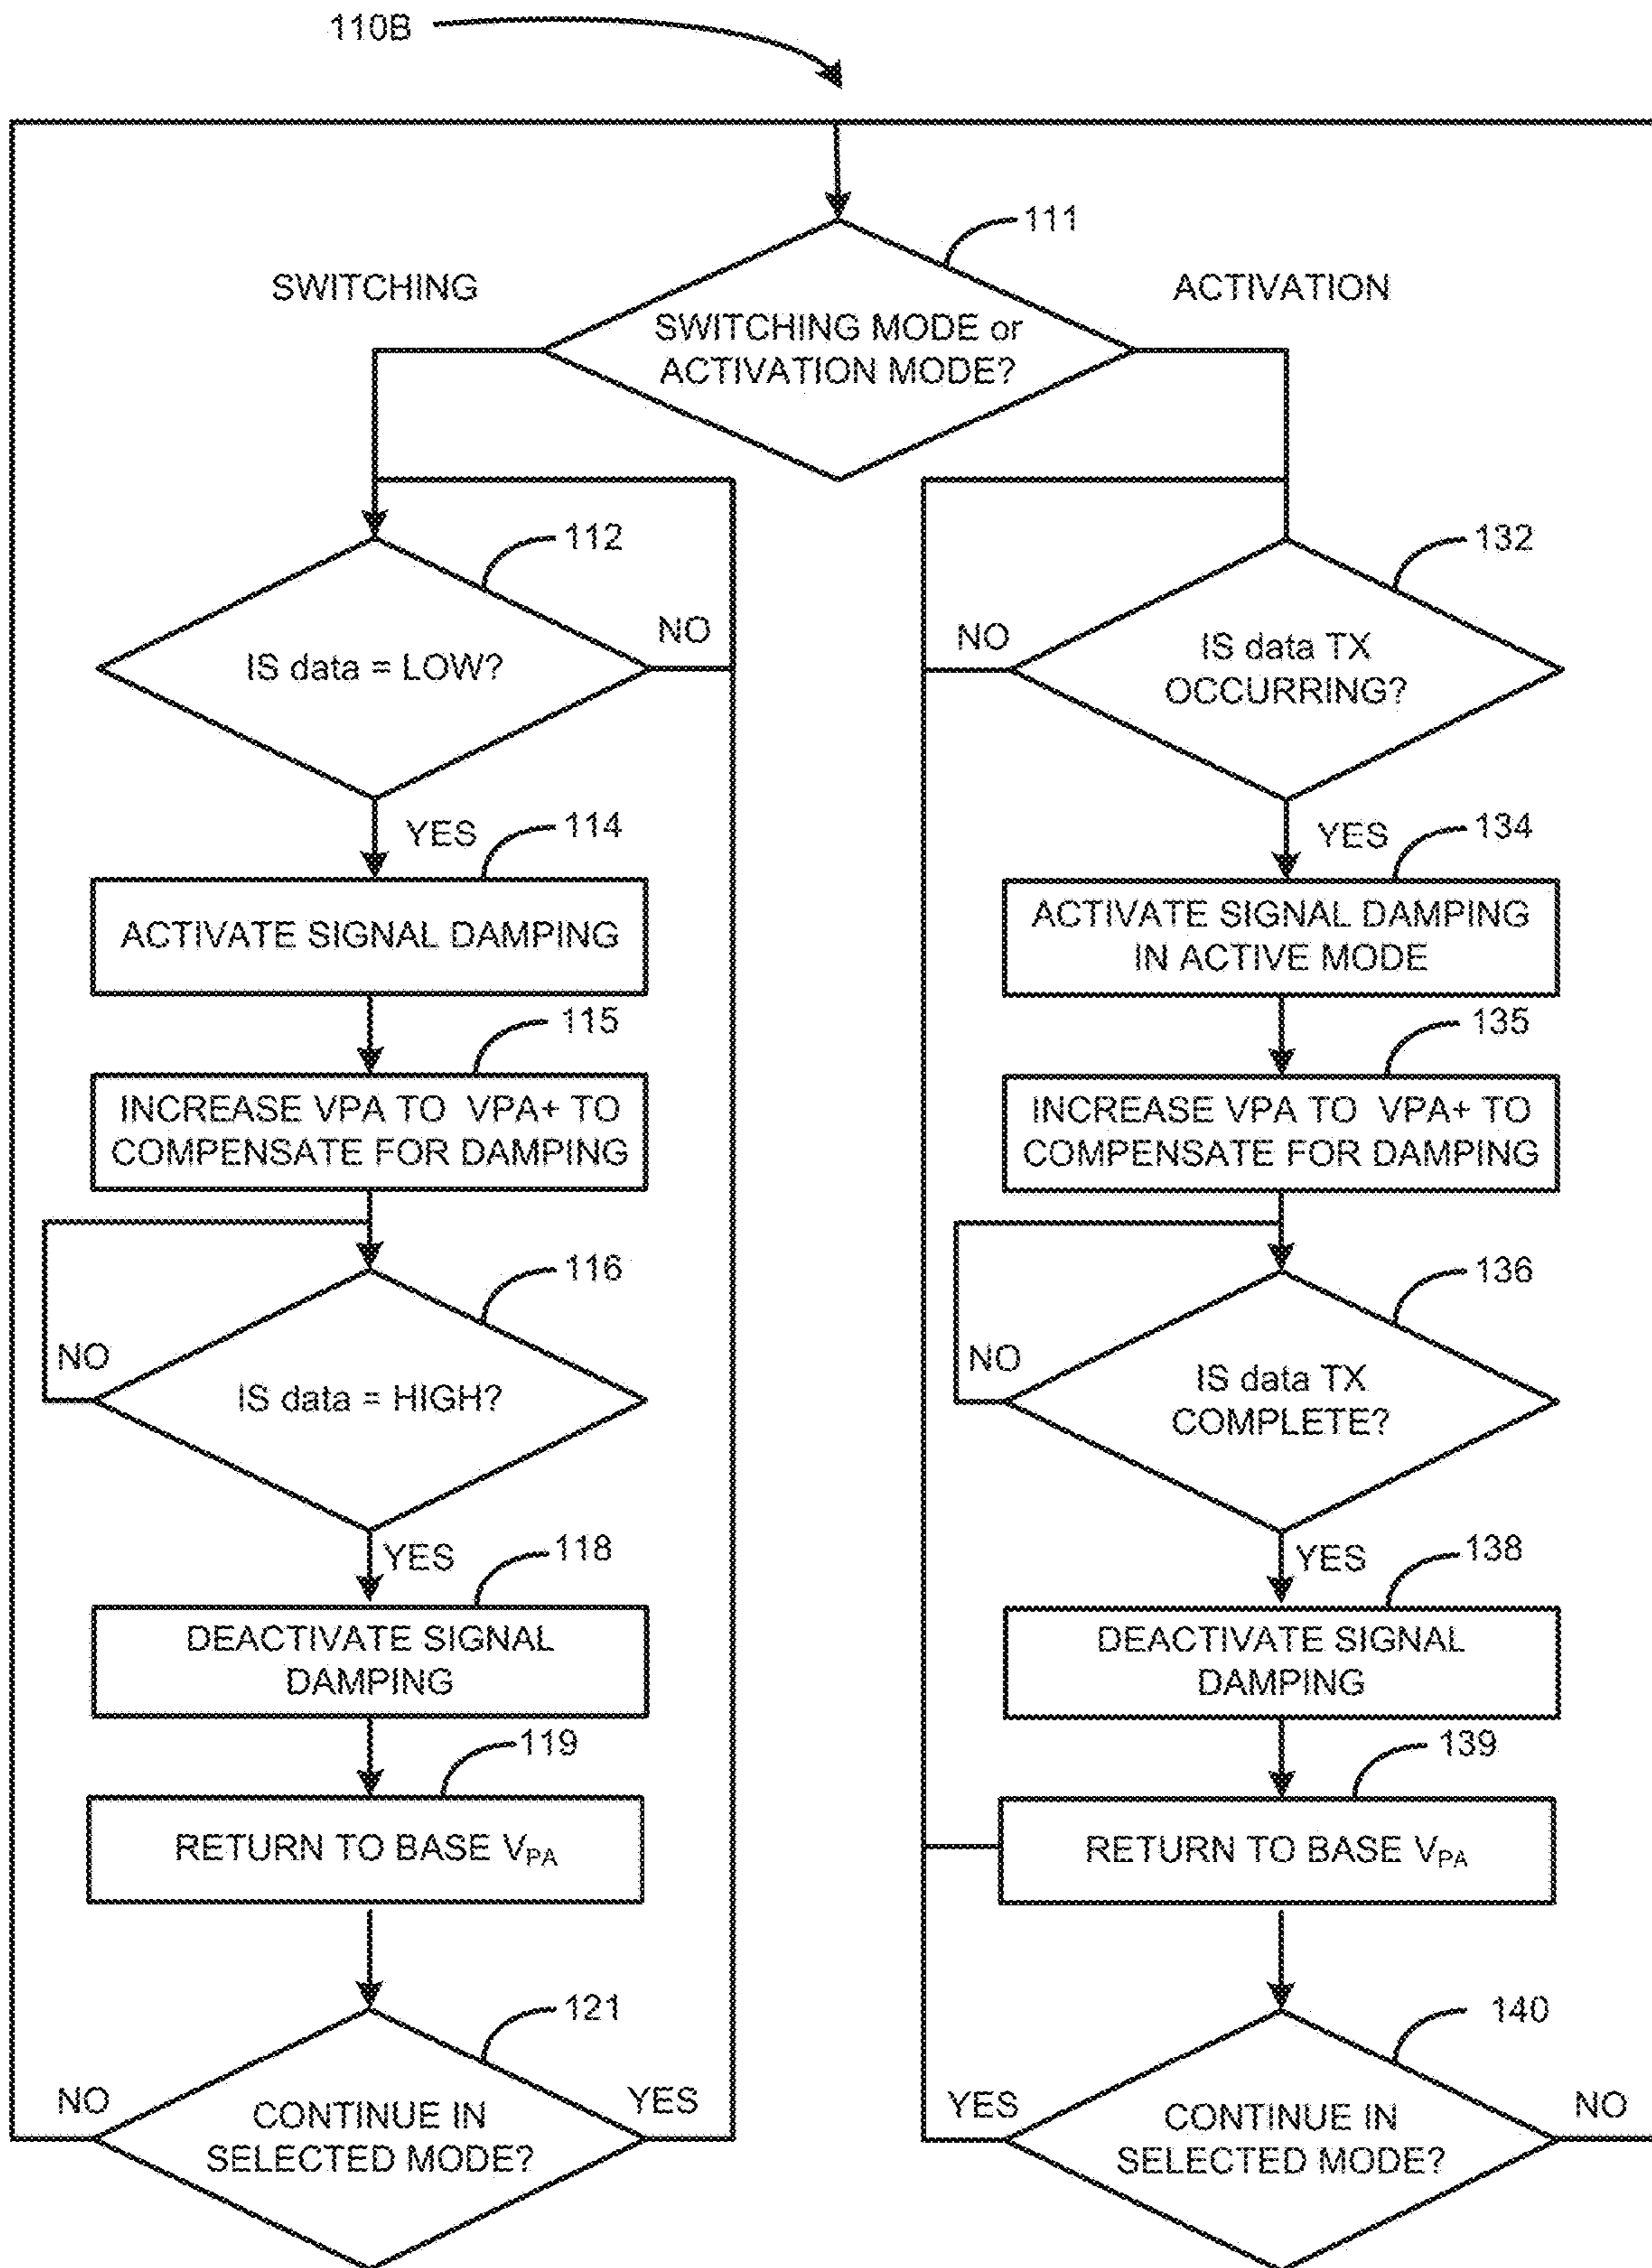 110B
111
SWITCHING
ACTIVATION
SWITCHING MODE or
ACTIVATION MODE?
112
NO
IS data = LOW?
YES
114
ACTIVATE SIGNAL DAMPING
115
INCREASE VPA TO VPA+ TO
COMPENSATE FOR DAMPING
116
NO
IS data = HIGH?
YES
118
DEACTIVATE SIGNAL
DAMPING
119
RETURN TO BASE VPA
121
NO
YES
CONTINUE IN
SELECTED MODE?
132
NO
IS data TX
OCCURRING?
YES
134
ACTIVATE SIGNAL DAMPING
IN ACTIVE MODE
135
INCREASE VPA TO VPA+ TO
COMPENSATE FOR DAMPING
136
NO
IS data TX
COMPLETE?
YES
138
DEACTIVATE SIGNAL
DAMPING
139
RETURN TO BASE VPA
140
YES
NO
CONTINUE IN
SELECTED MODE?